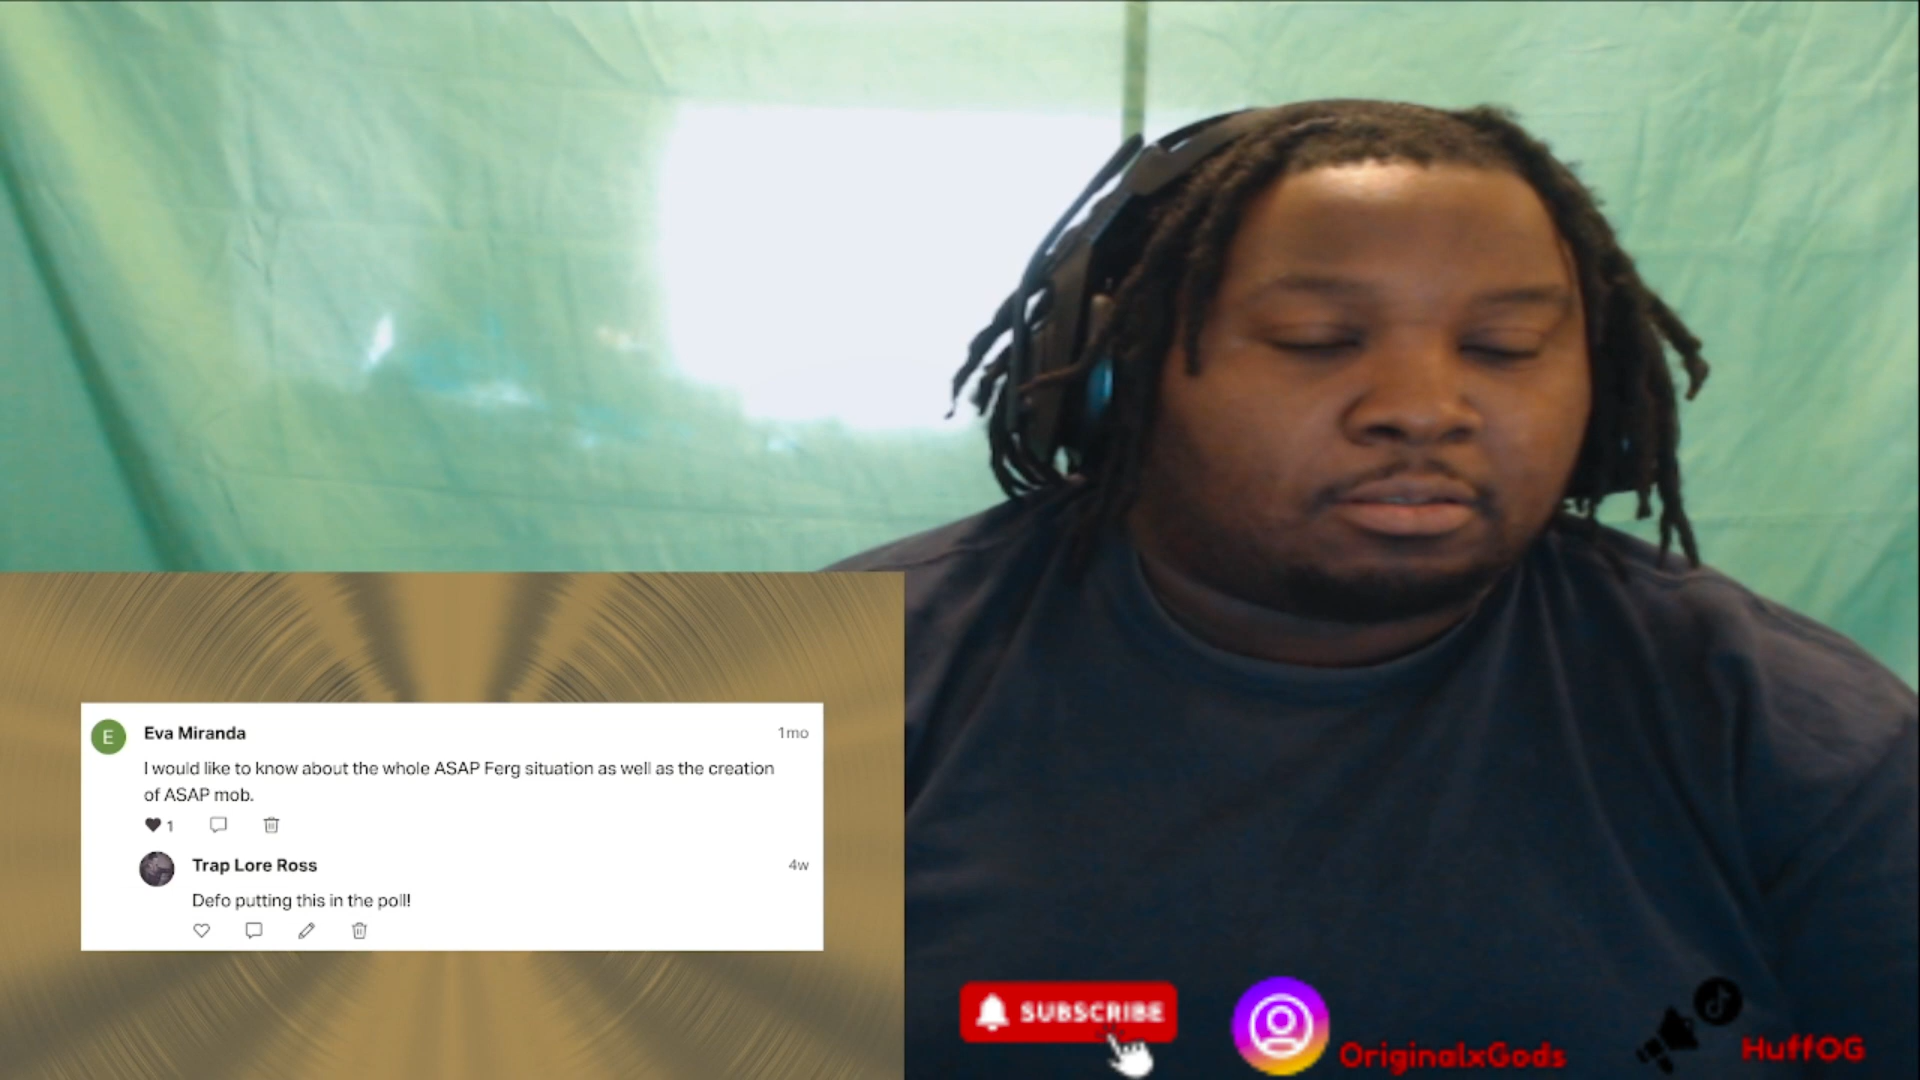 E
Eva Miranda
1mo
I would like to know about the whole ASAP Ferg situation as well as the creation
of ASAP mob.
1
Trap Lore Ross
4w
Defo putting this in the poll!
SUBSCRIBE
OriginalxGods
HuffOG